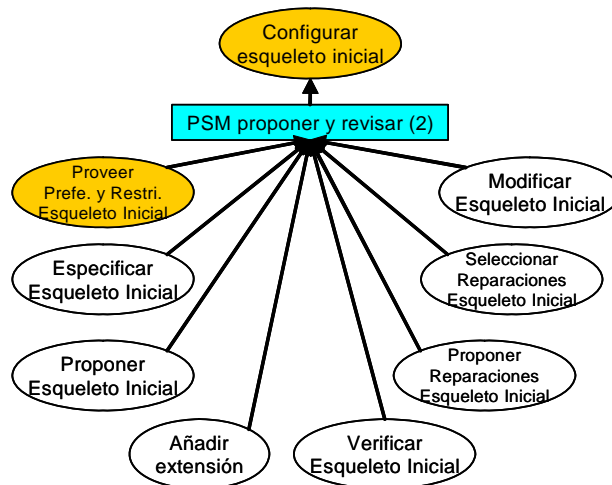 Configurar
esqueleto inicial
PSM proponer y revisar (2)
Proveer
Prefe. y Restri.
Esqueleto Inicial
Modificar
Esqueleto Inicial
Especificar
Esqueleto Inicial
Seleccionar
Reparaciones
Esqueleto Inicial
Proponer
Esqueleto Inicial
Proponer
Reparaciones
Esqueleto Inicial
Añadir
extensión
Verificar
Esqueleto Inicial